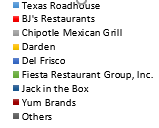 Texas Roadhouse
BJ's Restaurants
Chipotle Mexican Grill
Darden
Del Frisco
Fiesta Restaurant Group, Inc.
Jack in the Box
Yum Brands
Others